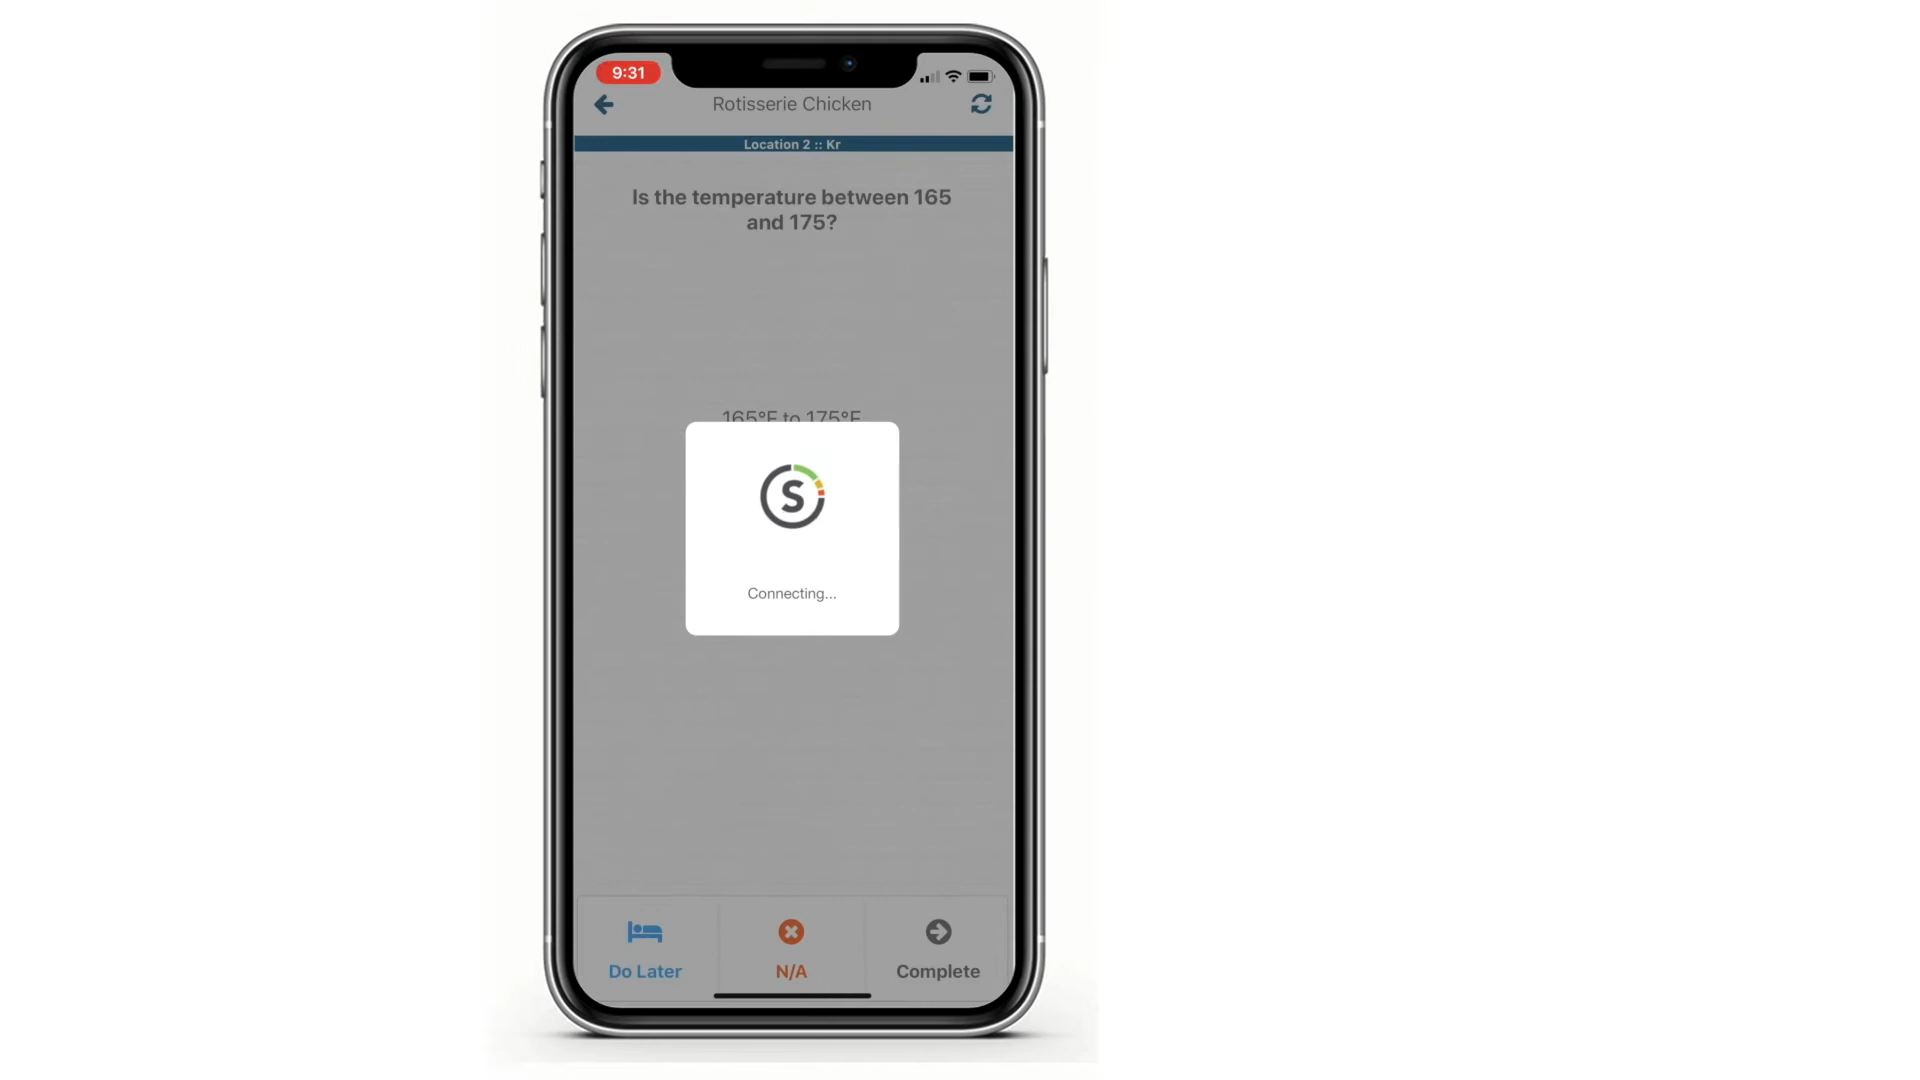 9:31
Rotisserie Chicken
Location 2 :: Kr
Is the temperature between 165
and 175?
165°F to 175°F
S
Connecting...
Do Later
N/A
Complete